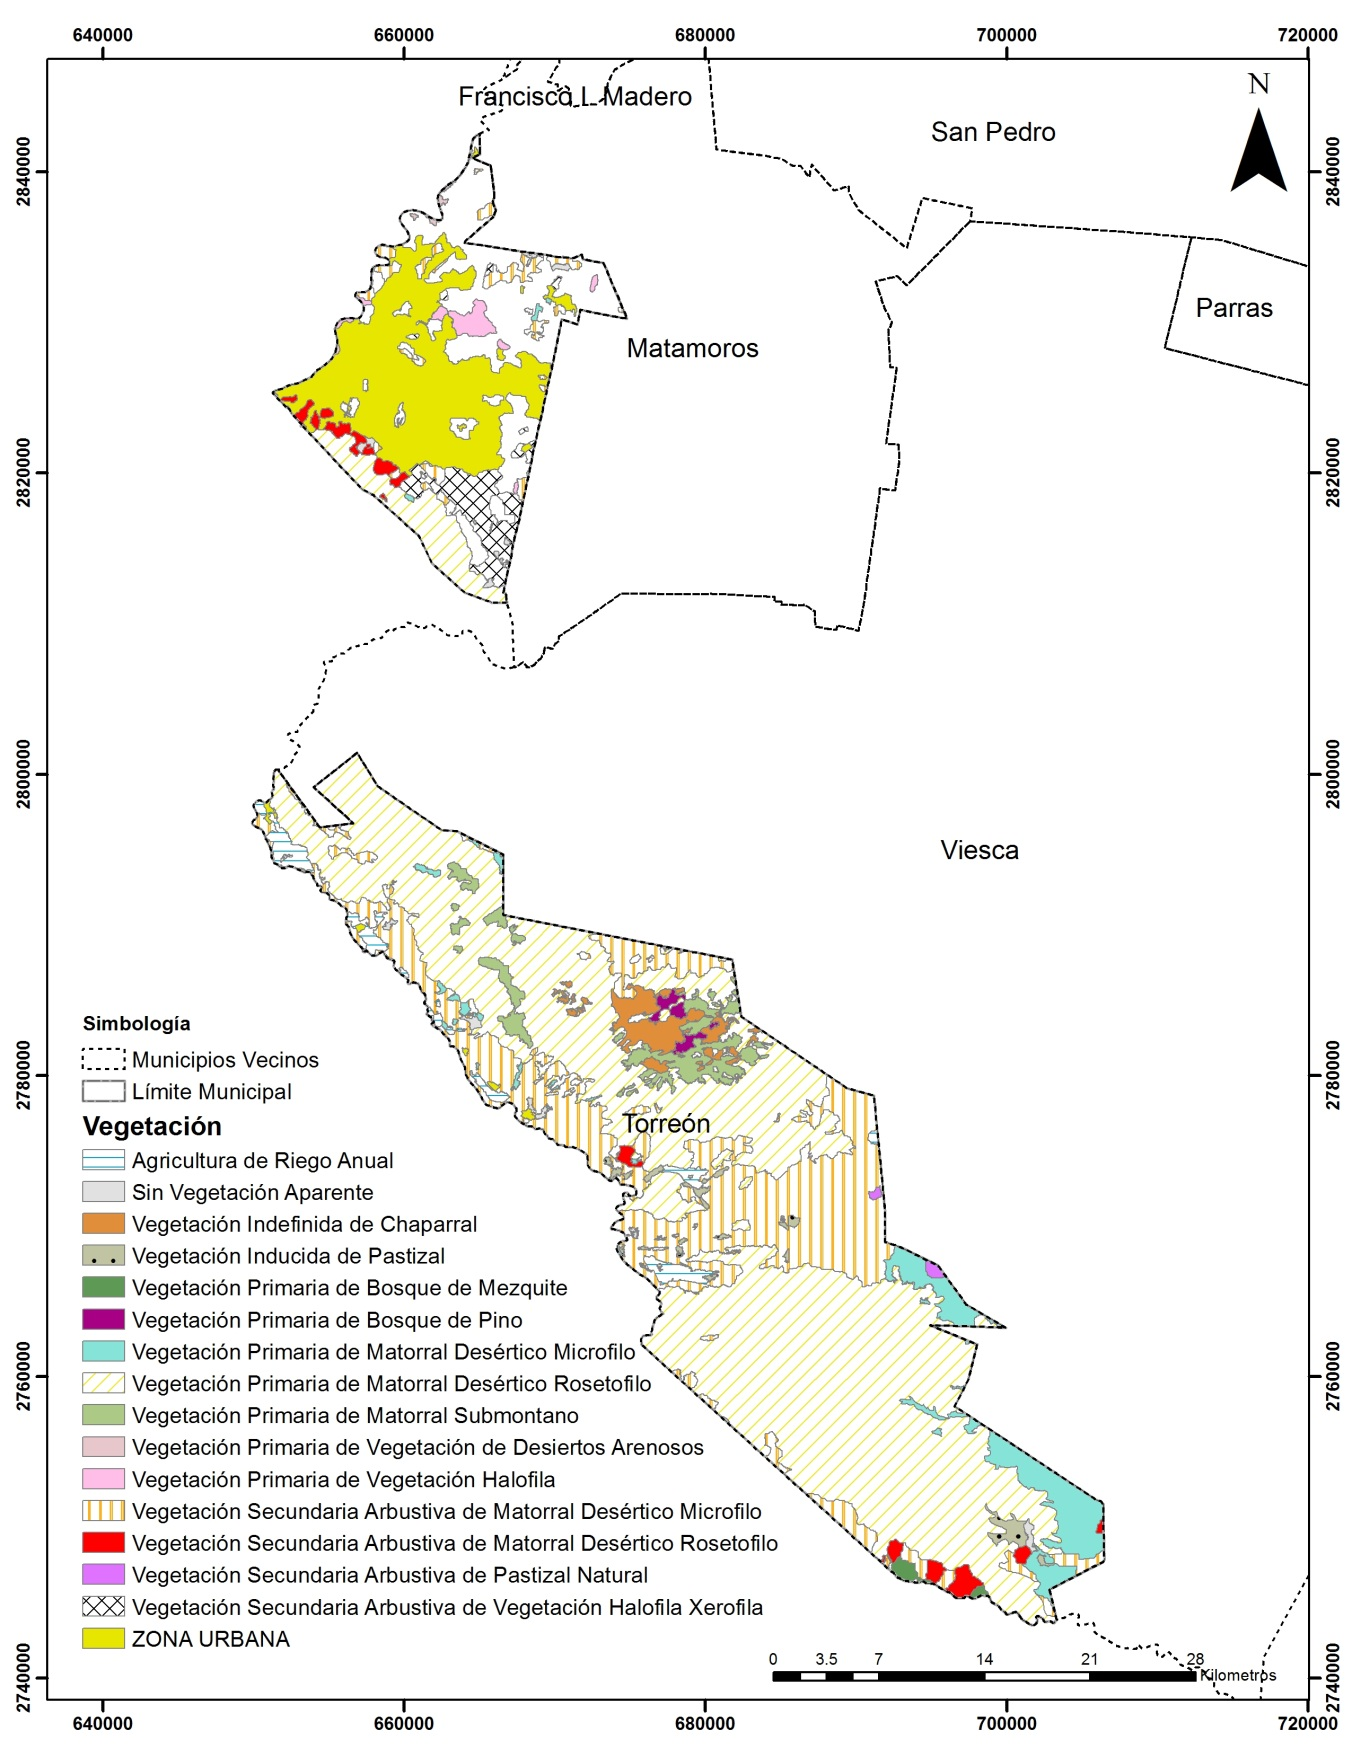 640000 660000 680000 700000 720000
N
Francisco I. Madero
San Pedro
2840000 2840000
Parras
Matamoros
2820000 2820000
2800000 2800000
Viesca
Simbología
Municipios Vecinos
2780000 2780000
Límite Municipal
Vegetación
Torreón
Agricultura de Riego Anual
Sin Vegetación Aparente
Vegetación Indefinida de Chaparral
Vegetación Inducida de Pastizal
Vegetación Primaria de Bosque de Mezquite
Vegetación Primaria de Bosque de Pino
Vegetación Primaria de Matorral Desértico Microfilo
2760000 2760000
Vegetación Primaria de Matorral Desértico Rosetofilo
Vegetación Primaria de Matorral Submontano
Vegetación Primaria de Vegetación de Desiertos Arenosos
Vegetación Primaria de Vegetación Halofila
Vegetación Secundaria Arbustiva de Matorral Desértico Microfilo
Vegetación Secundaria Arbustiva de Matorral Desértico Rosetofilo
Vegetación Secundaria Arbustiva de Pastizal Natural
Vegetación Secundaria Arbustiva de Vegetación Halofila Xerofila
ZONA URBANA
0 3.5 7 14 21 28
Kilometros
2740000 2740000
640000 660000 680000 700000 720000